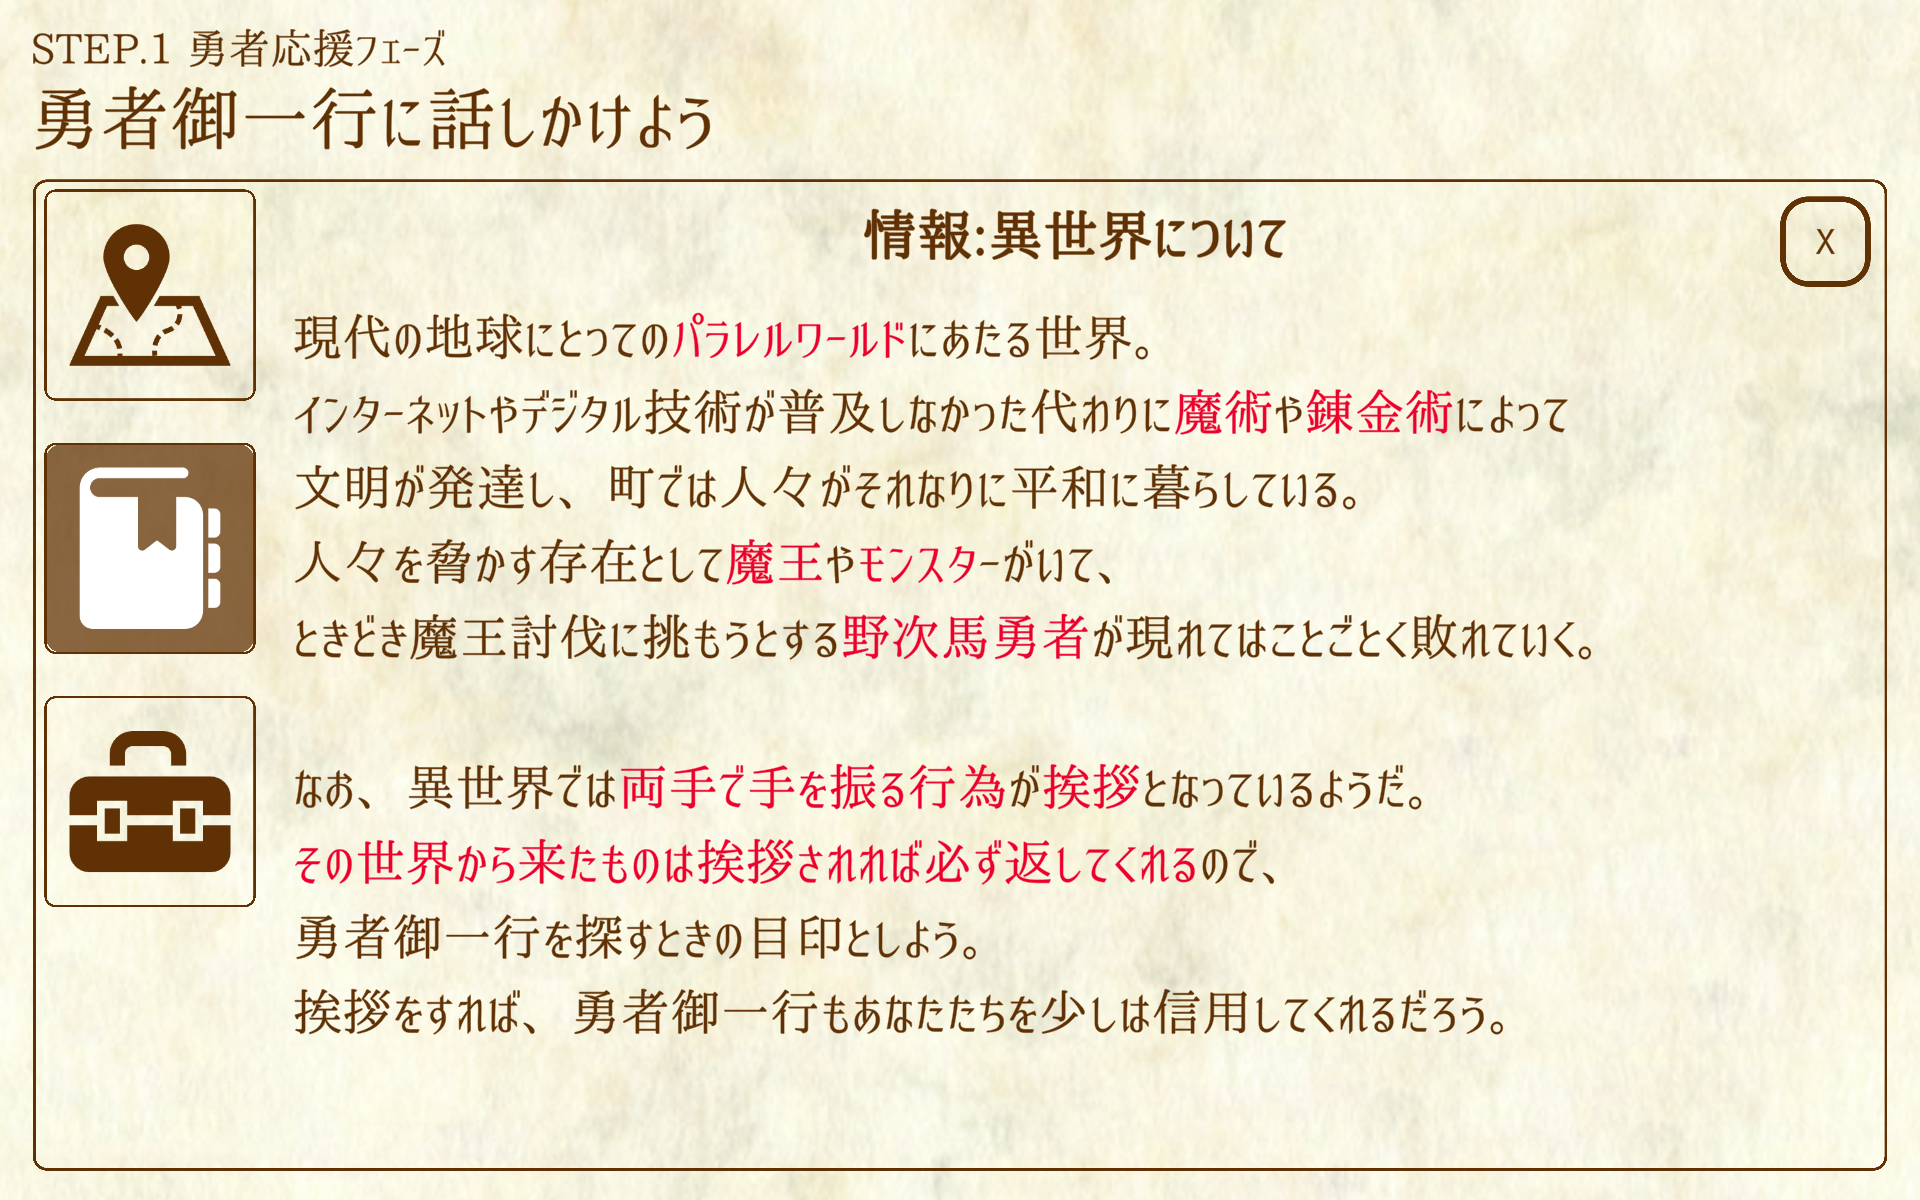 STEP.1 勇者応援フェーズ
勇者御一行に話しかけよう
情報:異世界について
X
現代の地球にとってのパラレルワールドにあたる世界。
インターネットやデジタル技術が普及しなかった代わりに魔術や錬金術によって
文明が発達し、町では人々がそれなりに平和に暮らしている。
人々を脅かす存在として魔王やモンスターがいて、
ときどき魔王討伐に挑もうとする野次馬勇者が現れてはことごとく敗れていく。
なお、異世界では両手で手を振る行為が挨拶となっているようだ。
その世界から来たものは挨拶されれば必ず返してくれるので、
勇者御一行を探すときの目印としよう。
挨拶をすれば、勇者御一行もあなたたちを少しは信用してくれるだろう。